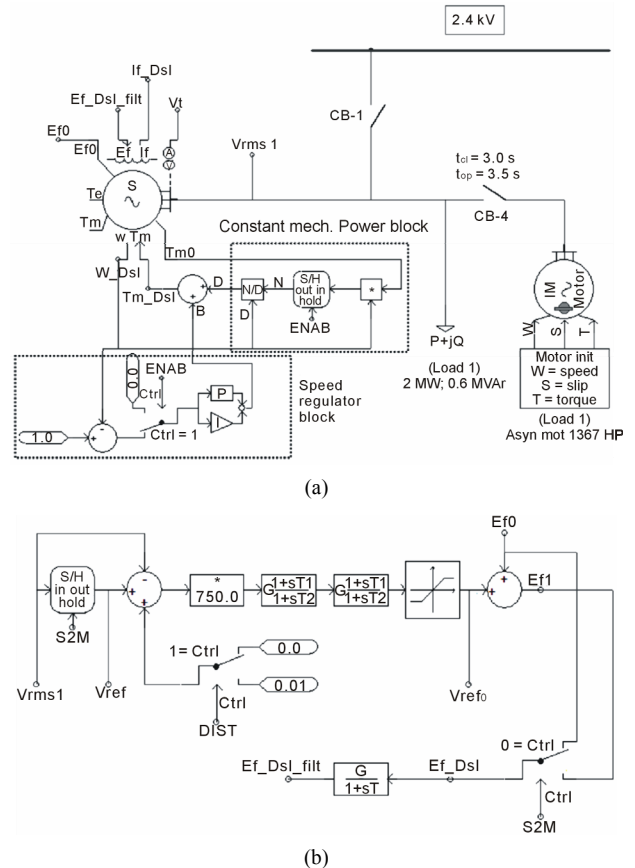 2.4 kV
If_Dsl
Ef_Dsl_filt
Vt
Ef0
Ef0
Ef
If
A
V
CB-1
Vrms 1
S
Te
Tm
w Tm
Tm0
t_cl = 3.0 s
t_op = 3.5 s
CB-4
Constant mech. Power block
W_Dsl
Tm_Dsl
+
+
D
B
N/D
D
N
S/H
out in
hold
*
ENAB
IM
Motor
W
S
T
P+jQ
(Load 1)
2 MW; 0.6 MVAr
Motor init
W = speed
S = slip
T = torque
(Load 1)
Asyn mot 1367 HP
0.0
ENAB
Ctrl
Ctrl = 1
P
I
Speed
regulator
block
1.0
+
-
(a)
Ef0
S/H
in out
hold
S2M
+
-
+
*
750.0
G 1+sT1
1+sT2
G 1+sT1
1+sT2
+
+
Ef1
1= Ctrl
0.0
0.01
Vrms1
Vref
Ctrl
DIST
Vref0
0 = Ctrl
Ef_Dsl_filt
G
1+sT
Ef_Dsl
Ctrl
S2M
(b)